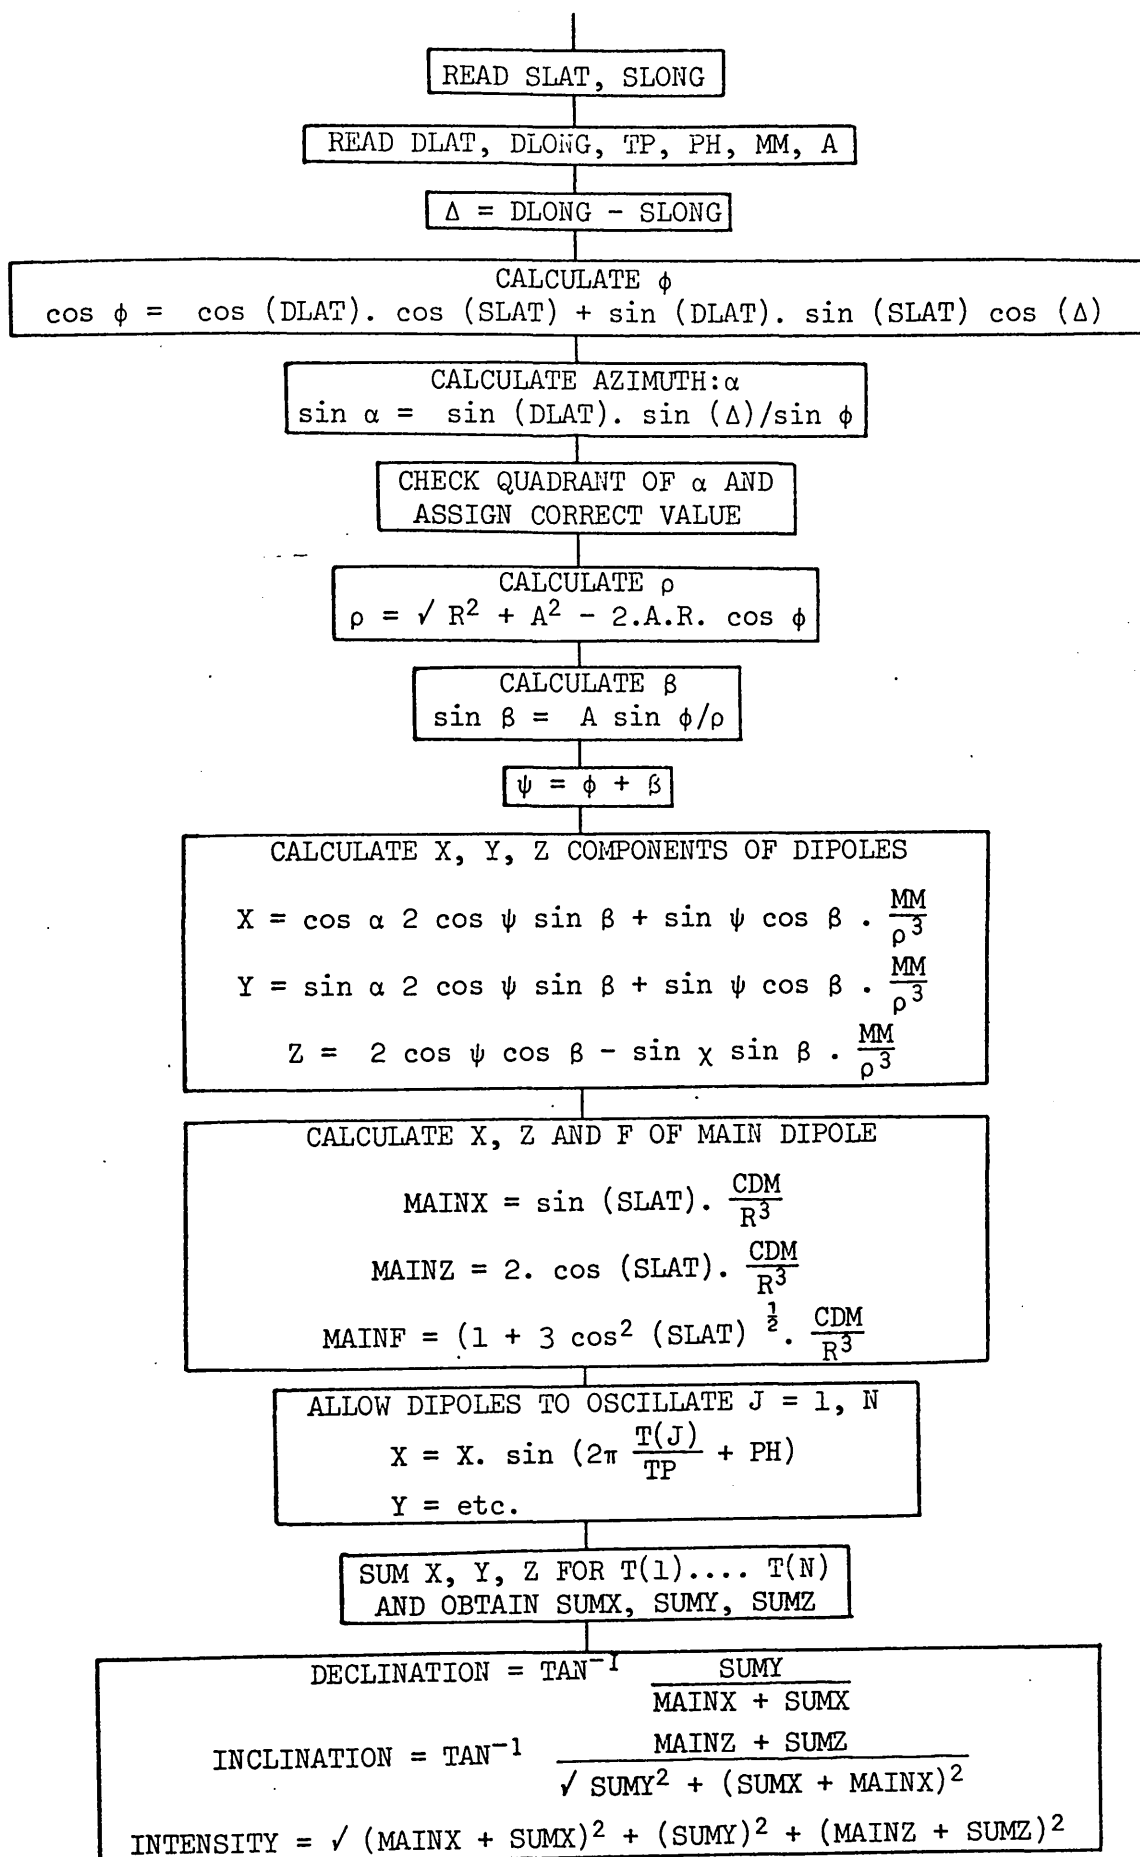 READ SLAT, SLONG
READ DLAT, DLONG, TP, PH, MM, A
Δ = DLONG - SLONG
CALCULATE ϕ
cos ϕ = cos (DLAT). cos (SLAT) + sin (DLAT). sin (SLAT) cos (Δ)
CALCULATE AZIMUTH:α
sin α = sin (DLAT). sin (Δ)/sin ϕ
CHECK QUADRANT OF α AND
ASSIGN CORRECT VALUE
CALCULATE ρ
ρ = √ R² + A² - 2.A.R. cos ϕ
CALCULATE β
sin β = A sin ϕ/ρ
ψ = ϕ + β
CALCULATE X, Y, Z COMPONENTS OF DIPOLES
X = cos α 2 cos ψ sin β + sin ψ cos β . MM/ρ³
Y = sin α 2 cos ψ sin β + sin ψ cos β . MM/ρ³
Z = 2 cos ψ cos β - sin χ sin β . MM/ρ³
CALCULATE X, Z AND F OF MAIN DIPOLE
MAINX = sin (SLAT). CDM/R³
MAINZ = 2. cos (SLAT). CDM/R³
MAINF = (1 + 3 cos² (SLAT) ½. CDM/R³
ALLOW DIPOLES TO OSCILLATE J = 1, N
X = X. sin (2π T(J)/TP + PH)
Y = etc.
SUM X, Y, Z FOR T(1).... T(N)
AND OBTAIN SUMX, SUMY, SUMZ
DECLINATION = TAN⁻¹ SUMY/MAINX + SUMX
INCLINATION = TAN⁻¹ MAINZ + SUMZ/√ SUMY² + (SUMX + MAINX)²
INTENSITY = √ (MAINX + SUMX)² + (SUMY)² + (MAINZ + SUMZ)²